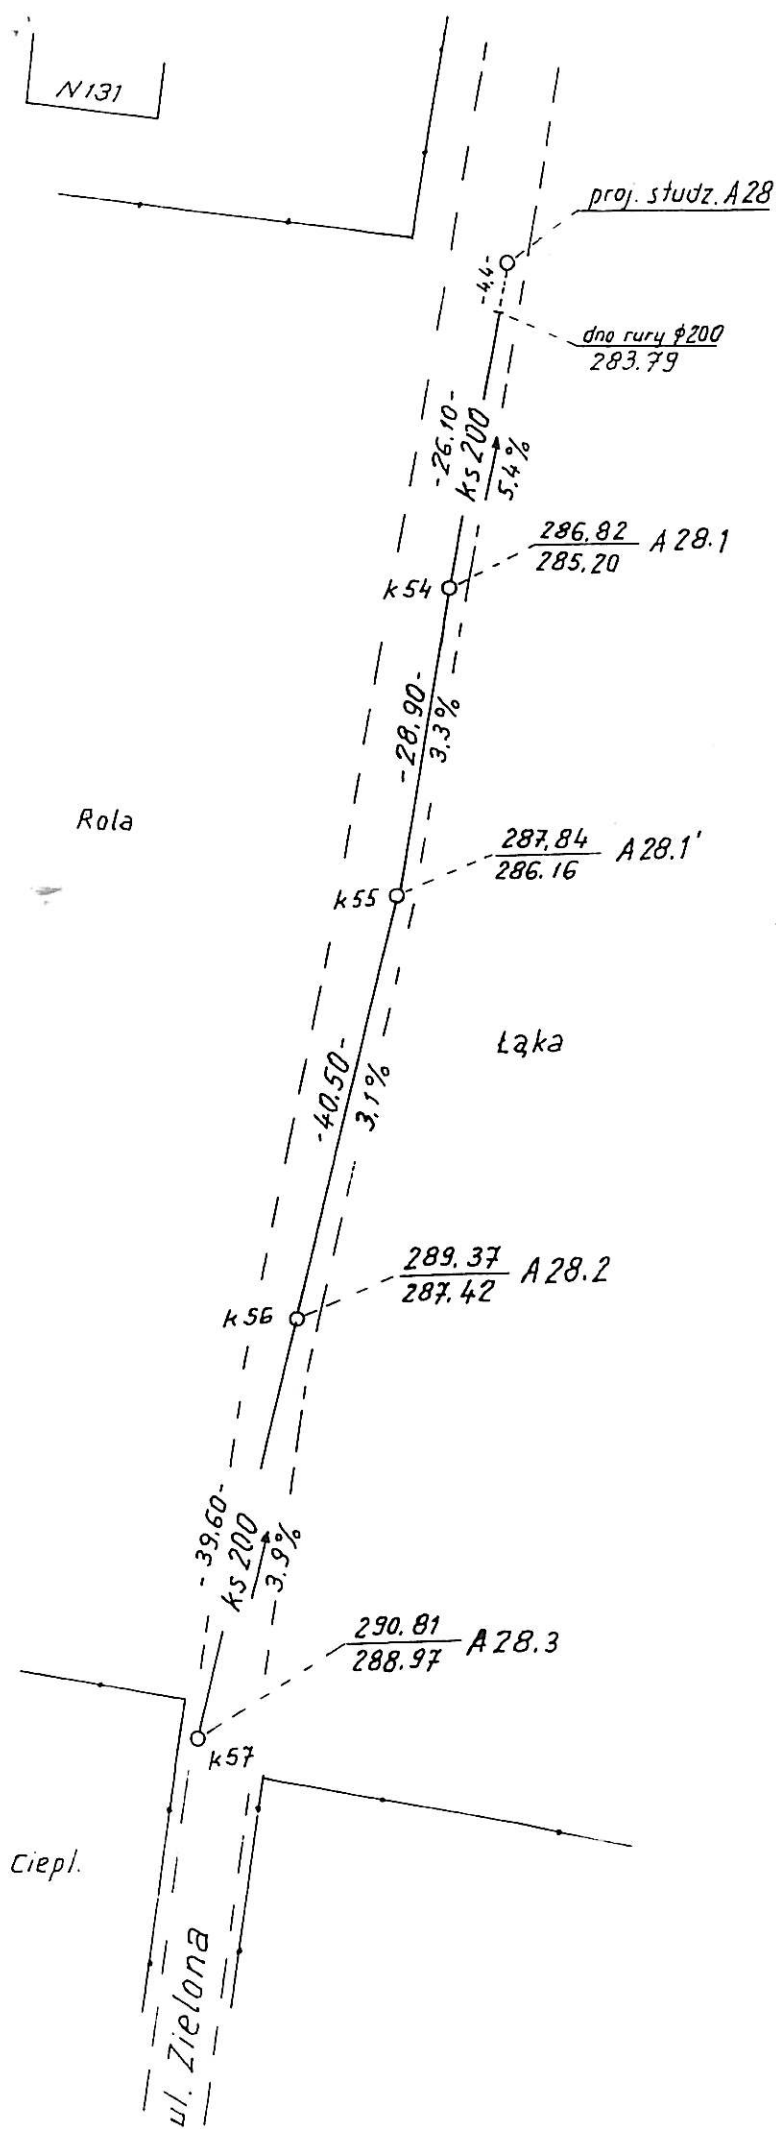 N 131
proj. studz. A 28
-4.4-
dno rury ϕ200
283.79
-26.10-
ks 200
5.4%
286.82
285.20
A 28.1
k 54
-28.90-
3.3%
Rola
287.84
286.16
A 28.1'
k 55
Łąka
-40.50-
3.1%
289.37
287.42
A 28.2
k 56
-39.60-
ks 200
3.9%
290.81
288.97
A 28.3
k 57
Ciepl.
ul. Zielona